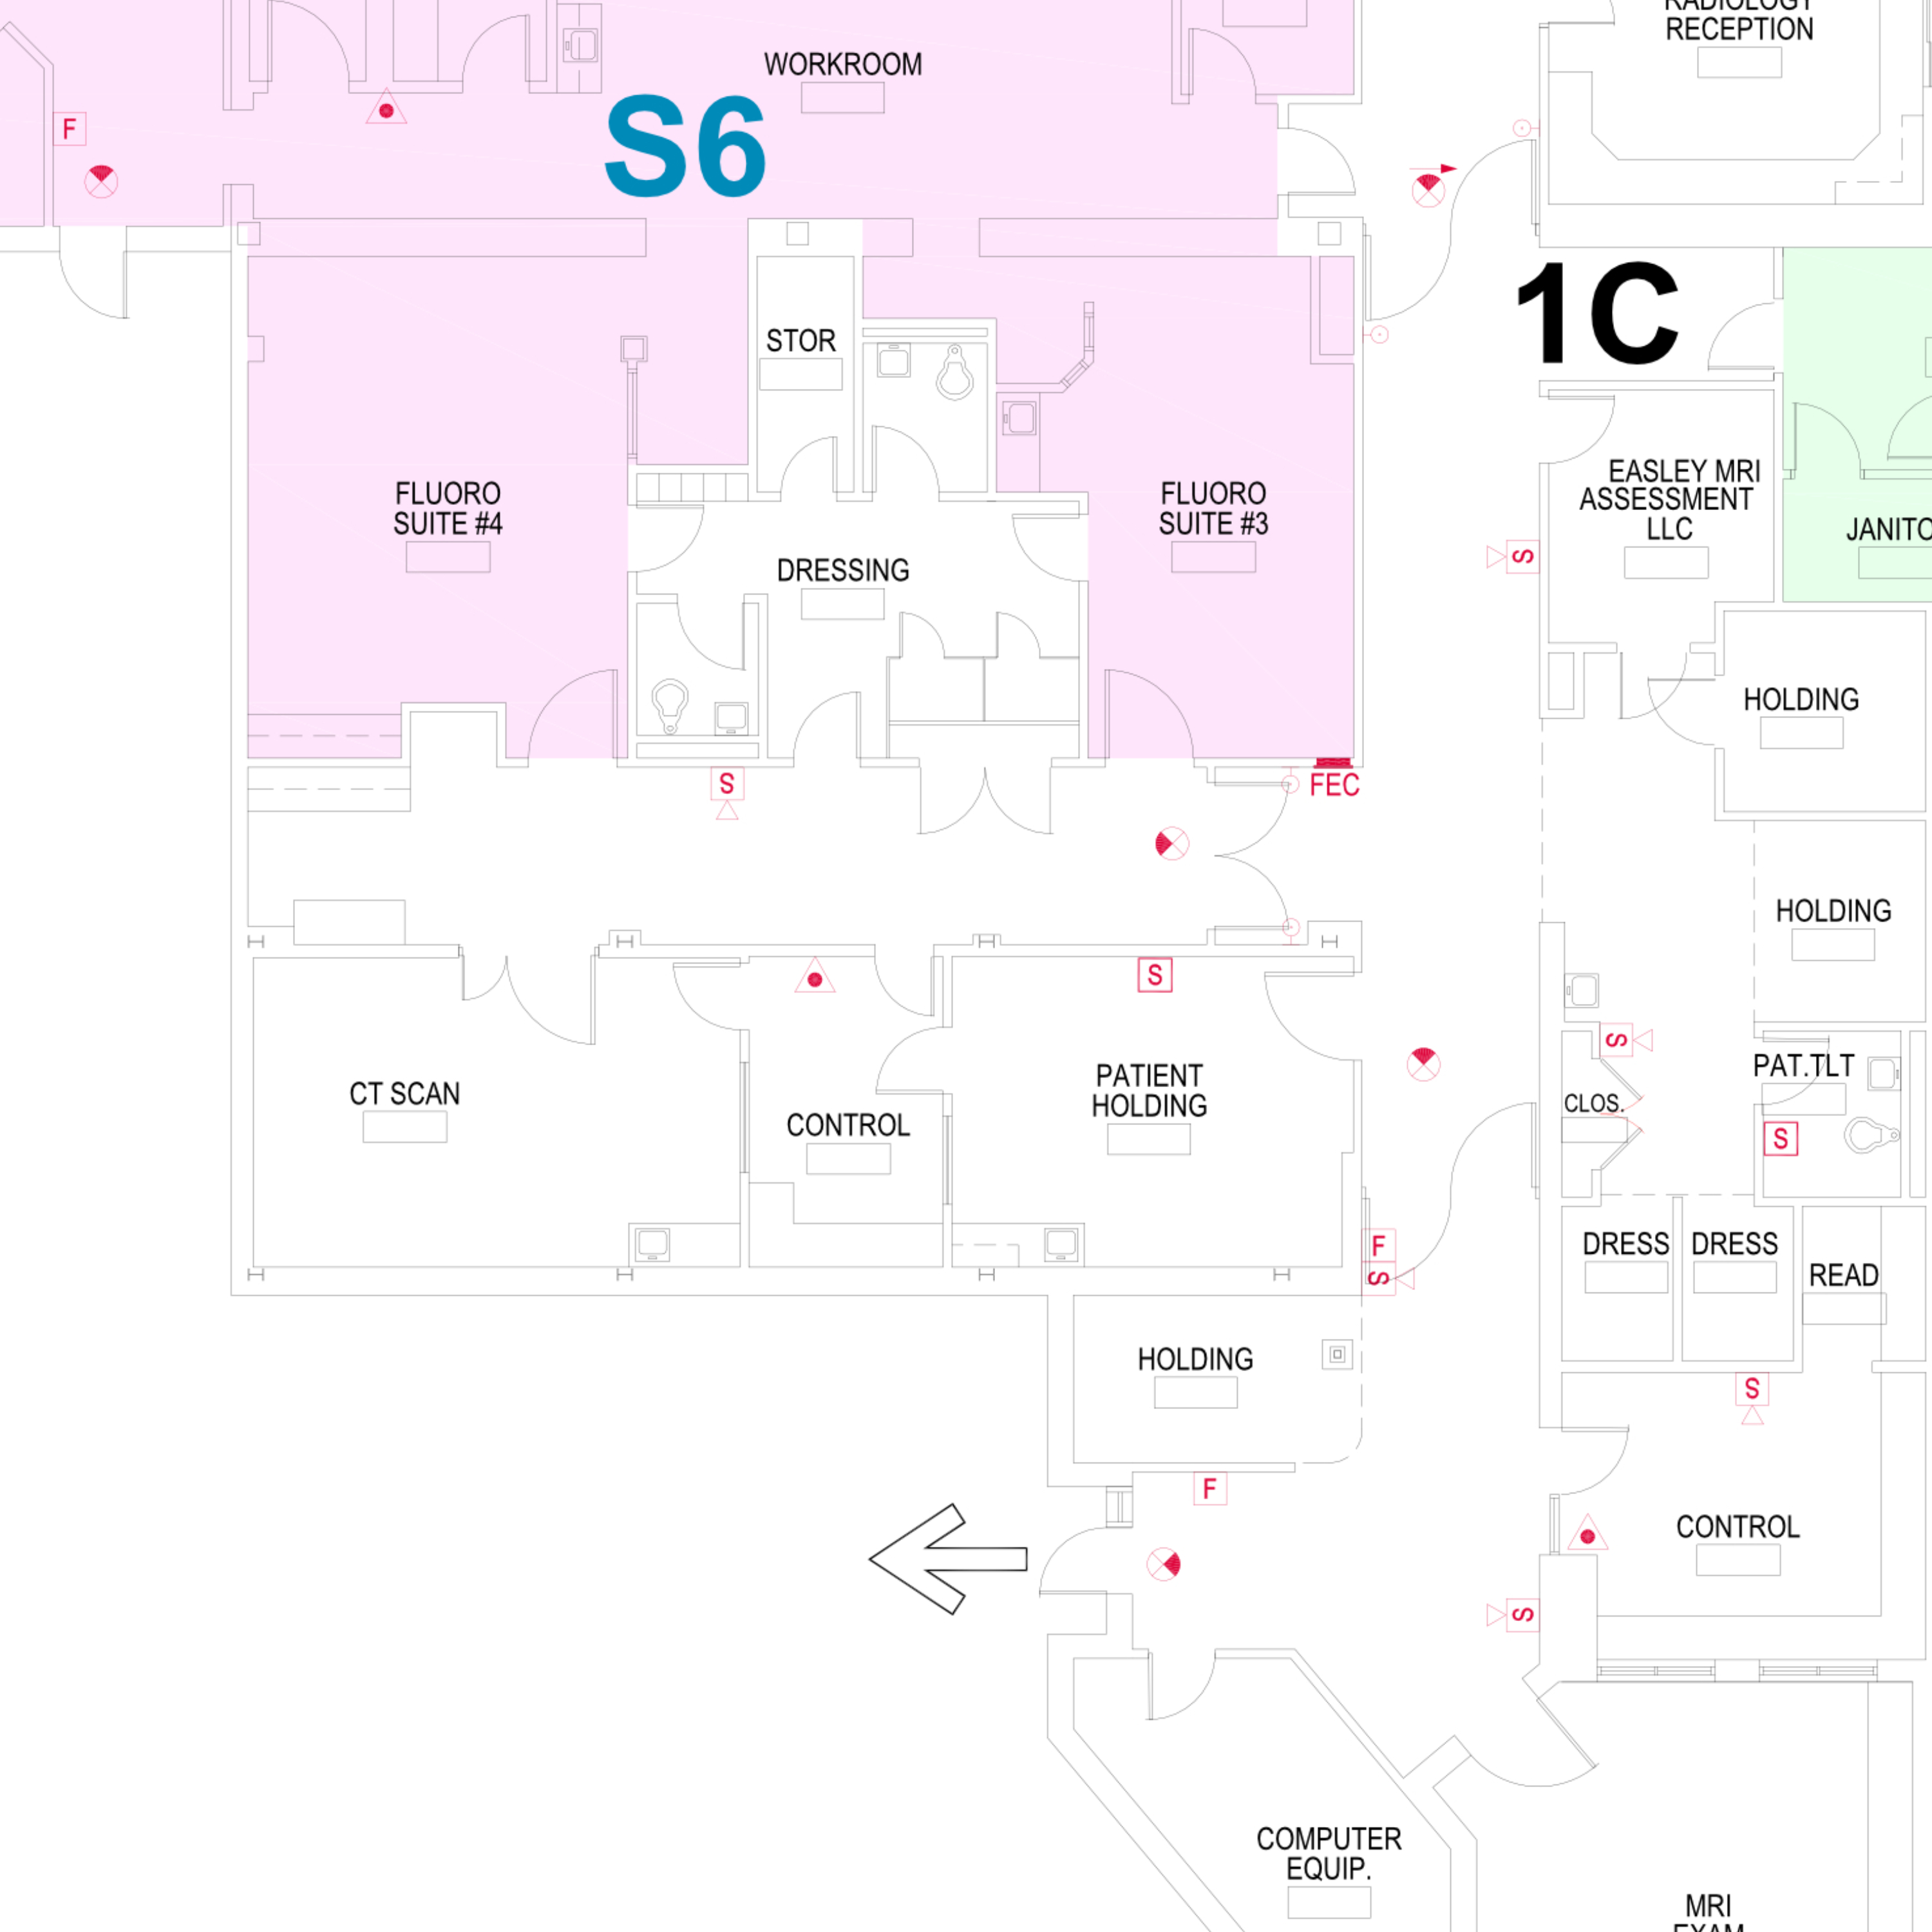 RADIOLOGY
RECEPTION
WORKROOM
F
S6
1C
STOR
FLUORO
SUITE #4
FLUORO
SUITE #3
EASLEY MRI
ASSESSMENT
LLC
JANITO
S
DRESSING
HOLDING
S
FEC
HOLDING
S
S
CT SCAN
CONTROL
PATIENT
HOLDING
PAT.TLT
CLOS.
S
F
S
DRESS
DRESS
READ
HOLDING
S
F
CONTROL
S
COMPUTER
EQUIP.
MRI
EXAM